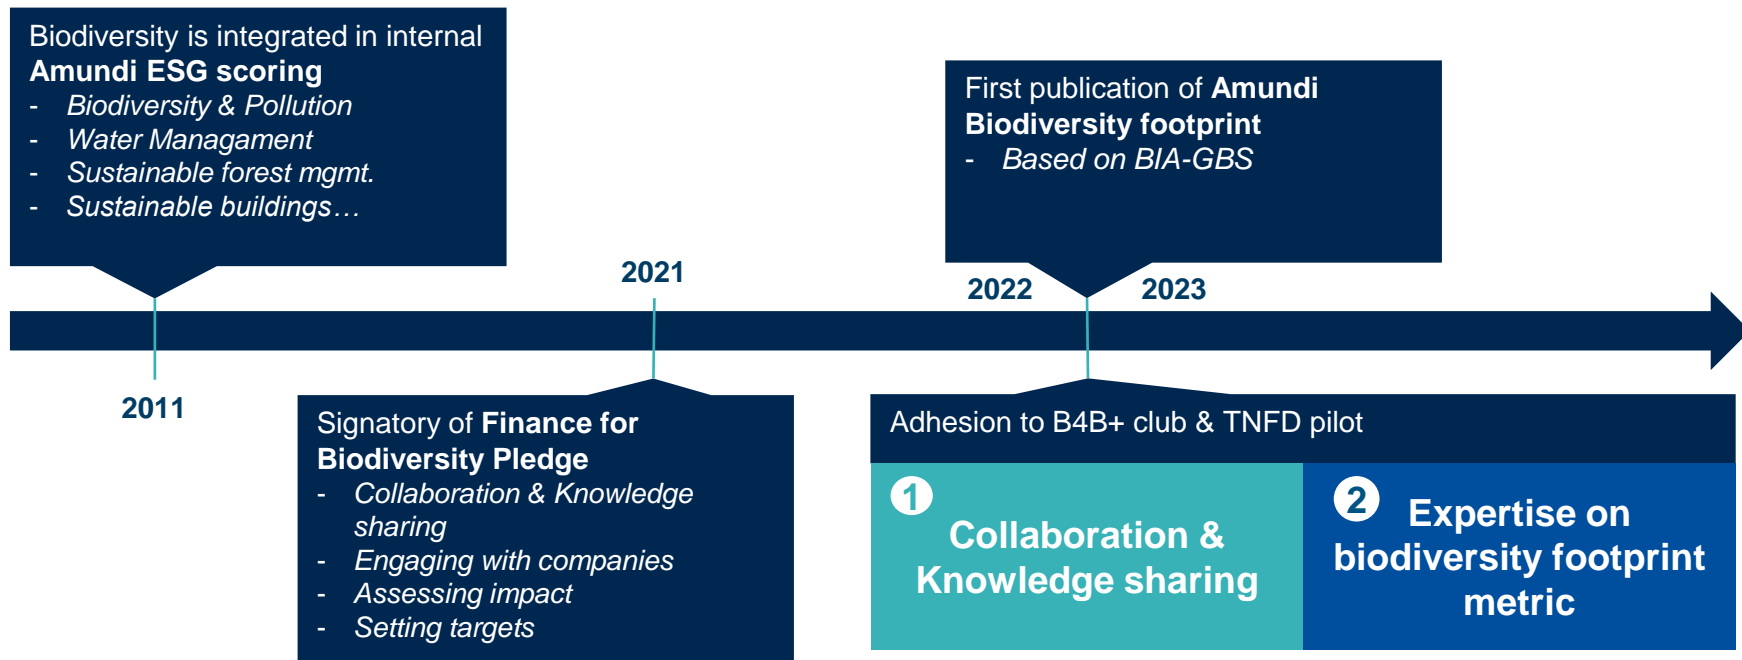 Biodiversity is integrated in internal
Amundi ESG scoring
- Biodiversity & Pollution
- Water Managament
- Sustainable forest mgmt.
- Sustainable buildings…
2011
2021
Signatory of Finance for
Biodiversity Pledge
- Collaboration & Knowledge
sharing
- Engaging with companies
- Assessing impact
- Setting targets
First publication of Amundi
Biodiversity footprint
- Based on BIA-GBS
2022
2023
Adhesion to B4B+ club & TNFD pilot
1
Collaboration &
Knowledge sharing
2
Expertise on
biodiversity footprint
metric